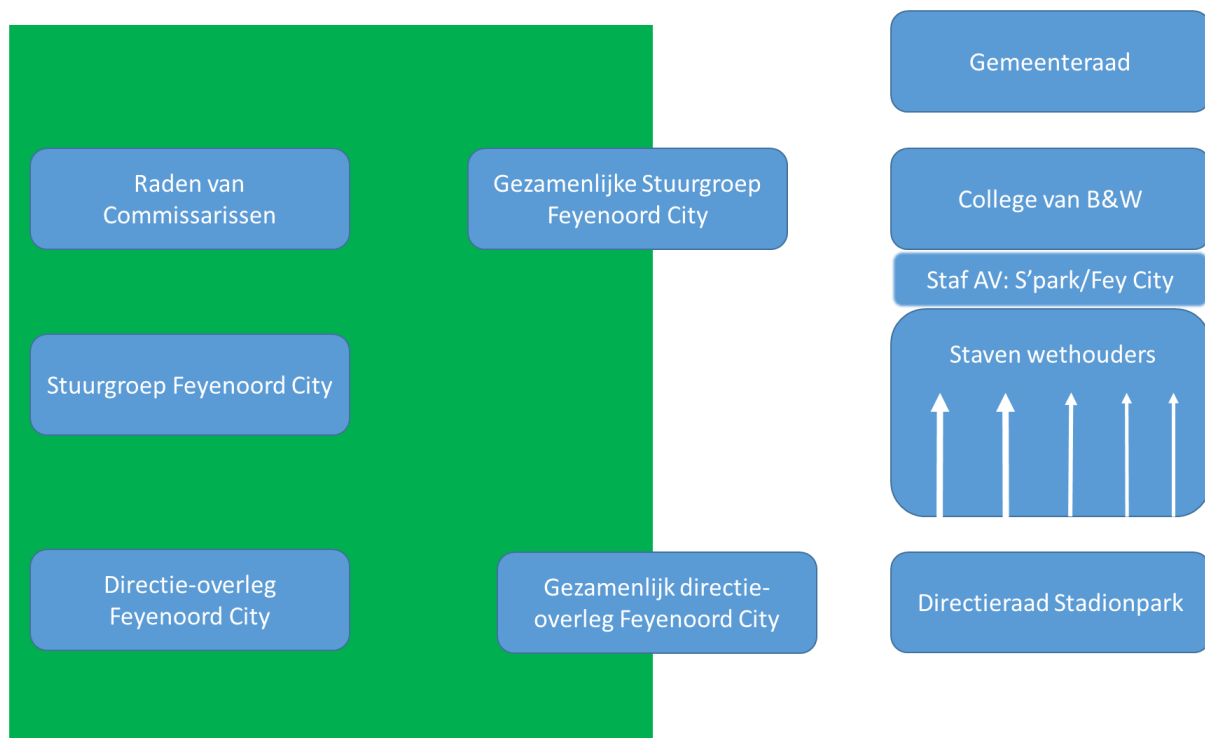 Gemeenteraad
Raden van
Commissarissen
Gezamenlijke Stuurgroep
Feyenoord City
College van B&W
Staf AV: S’park/Fey City
Stuurgroep Feyenoord City
Staven wethouders
Directie-overleg
Feyenoord City
Gezamenlijk directie-
overleg Feyenoord City
Directieraad Stadionpark